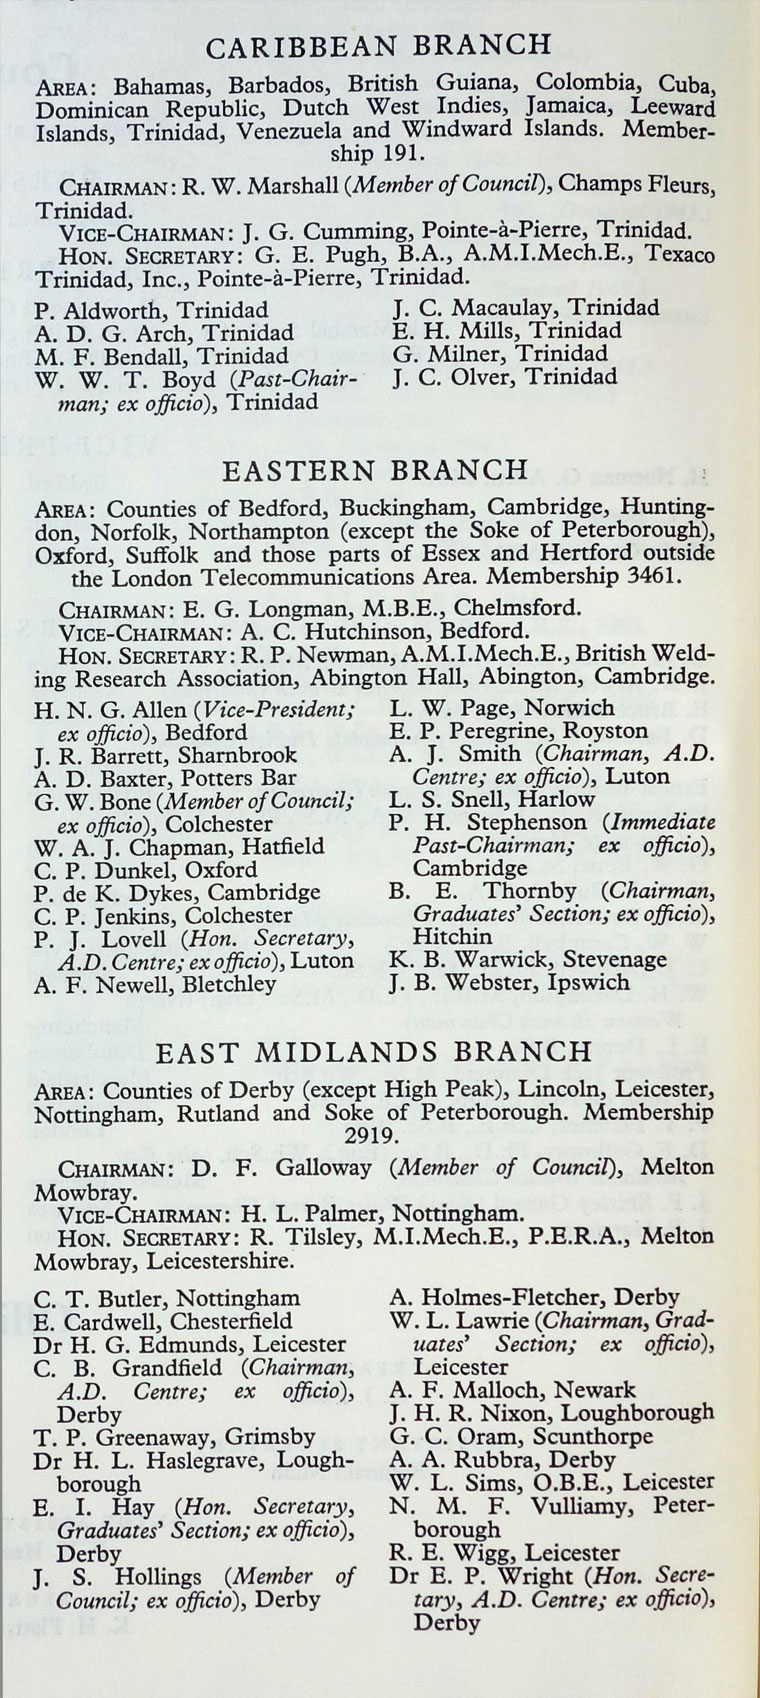 CARIBBEAN BRANCH
AREA: Bahamas, Barbados, British Guiana, Colombia, Cuba,
Dominican Republic, Dutch West Indies, Jamaica, Leeward
Islands, Trinidad, Venezuela and Windward Islands. Member-
ship 191.
CHAIRMAN: R. W. Marshall (Member of Council), Champs Fleurs,
Trinidad.
VICE-CHAIRMAN: J. G. Cumming, Pointe-à-Pierre, Trinidad.
HON. SECRETARY: G. E. Pugh, B.A., A.M.I.Mech.E., Texaco
Trinidad, Inc., Pointe-à-Pierre, Trinidad.
P. Aldworth, Trinidad
A. D. G. Arch, Trinidad
M. F. Bendall, Trinidad
W. W. T. Boyd (Past-Chair-
man; ex officio), Trinidad
J. C. Macaulay, Trinidad
E. H. Mills, Trinidad
G. Milner, Trinidad
J. C. Olver, Trinidad
EASTERN BRANCH
AREA: Counties of Bedford, Buckingham, Cambridge, Hunting-
don, Norfolk, Northampton (except the Soke of Peterborough),
Oxford, Suffolk and those parts of Essex and Hertford outside
the London Telecommunications Area. Membership 3461.
CHAIRMAN: E. G. Longman, M.B.E., Chelmsford.
VICE-CHAIRMAN: A. C. Hutchinson, Bedford.
HON. SECRETARY: R. P. Newman, A.M.I.Mech.E., British Weld-
ing Research Association, Abington Hall, Abington, Cambridge.
H. N. G. Allen (Vice-President;
ex officio), Bedford
J. R. Barrett, Sharnbrook
A. D. Baxter, Potters Bar
G. W. Bone (Member of Council;
ex officio), Colchester
W. A. J. Chapman, Hatfield
C. P. Dunkel, Oxford
P. de K. Dykes, Cambridge
C. P. Jenkins, Colchester
P. J. Lovell (Hon. Secretary,
A.D. Centre; ex officio), Luton
A. F. Newell, Bletchley
L. W. Page, Norwich
E. P. Peregrine, Royston
A. J. Smith (Chairman, A.D.
Centre; ex officio), Luton
L. S. Snell, Harlow
P. H. Stephenson (Immediate
Past-Chairman; ex officio),
Cambridge
B. E. Thornby (Chairman,
Graduates' Section; ex officio),
Hitchin
K. B. Warwick, Stevenage
J. B. Webster, Ipswich
EAST MIDLANDS BRANCH
AREA: Counties of Derby (except High Peak), Lincoln, Leicester,
Nottingham, Rutland and Soke of Peterborough. Membership
2919.
CHAIRMAN: D. F. Galloway (Member of Council), Melton
Mowbray.
VICE-CHAIRMAN: H. L. Palmer, Nottingham.
HON. SECRETARY: R. Tilsley, M.I.Mech.E., P.E.R.A., Melton
Mowbray, Leicestershire.
C. T. Butler, Nottingham
E. Cardwell, Chesterfield
Dr H. G. Edmunds, Leicester
C. B. Grandfield (Chairman,
A.D. Centre; ex officio),
Derby
T. P. Greenaway, Grimsby
Dr H. L. Haslegrave, Lough-
borough
E. I. Hay (Hon. Secretary,
Graduates' Section; ex officio),
Derby
J. S. Hollings (Member of
Council; ex officio), Derby
A. Holmes-Fletcher, Derby
W. L. Lawrie (Chairman, Grad-
uates' Section; ex officio),
Leicester
A. F. Malloch, Newark
J. H. R. Nixon, Loughborough
G. C. Oram, Scunthorpe
A. A. Rubbra, Derby
W. L. Sims, O.B.E., Leicester
N. M. F. Vulliamy, Peter-
borough
R. E. Wigg, Leicester
Dr E. P. Wright (Hon. Secre-
tary, A.D. Centre; ex officio),
Derby